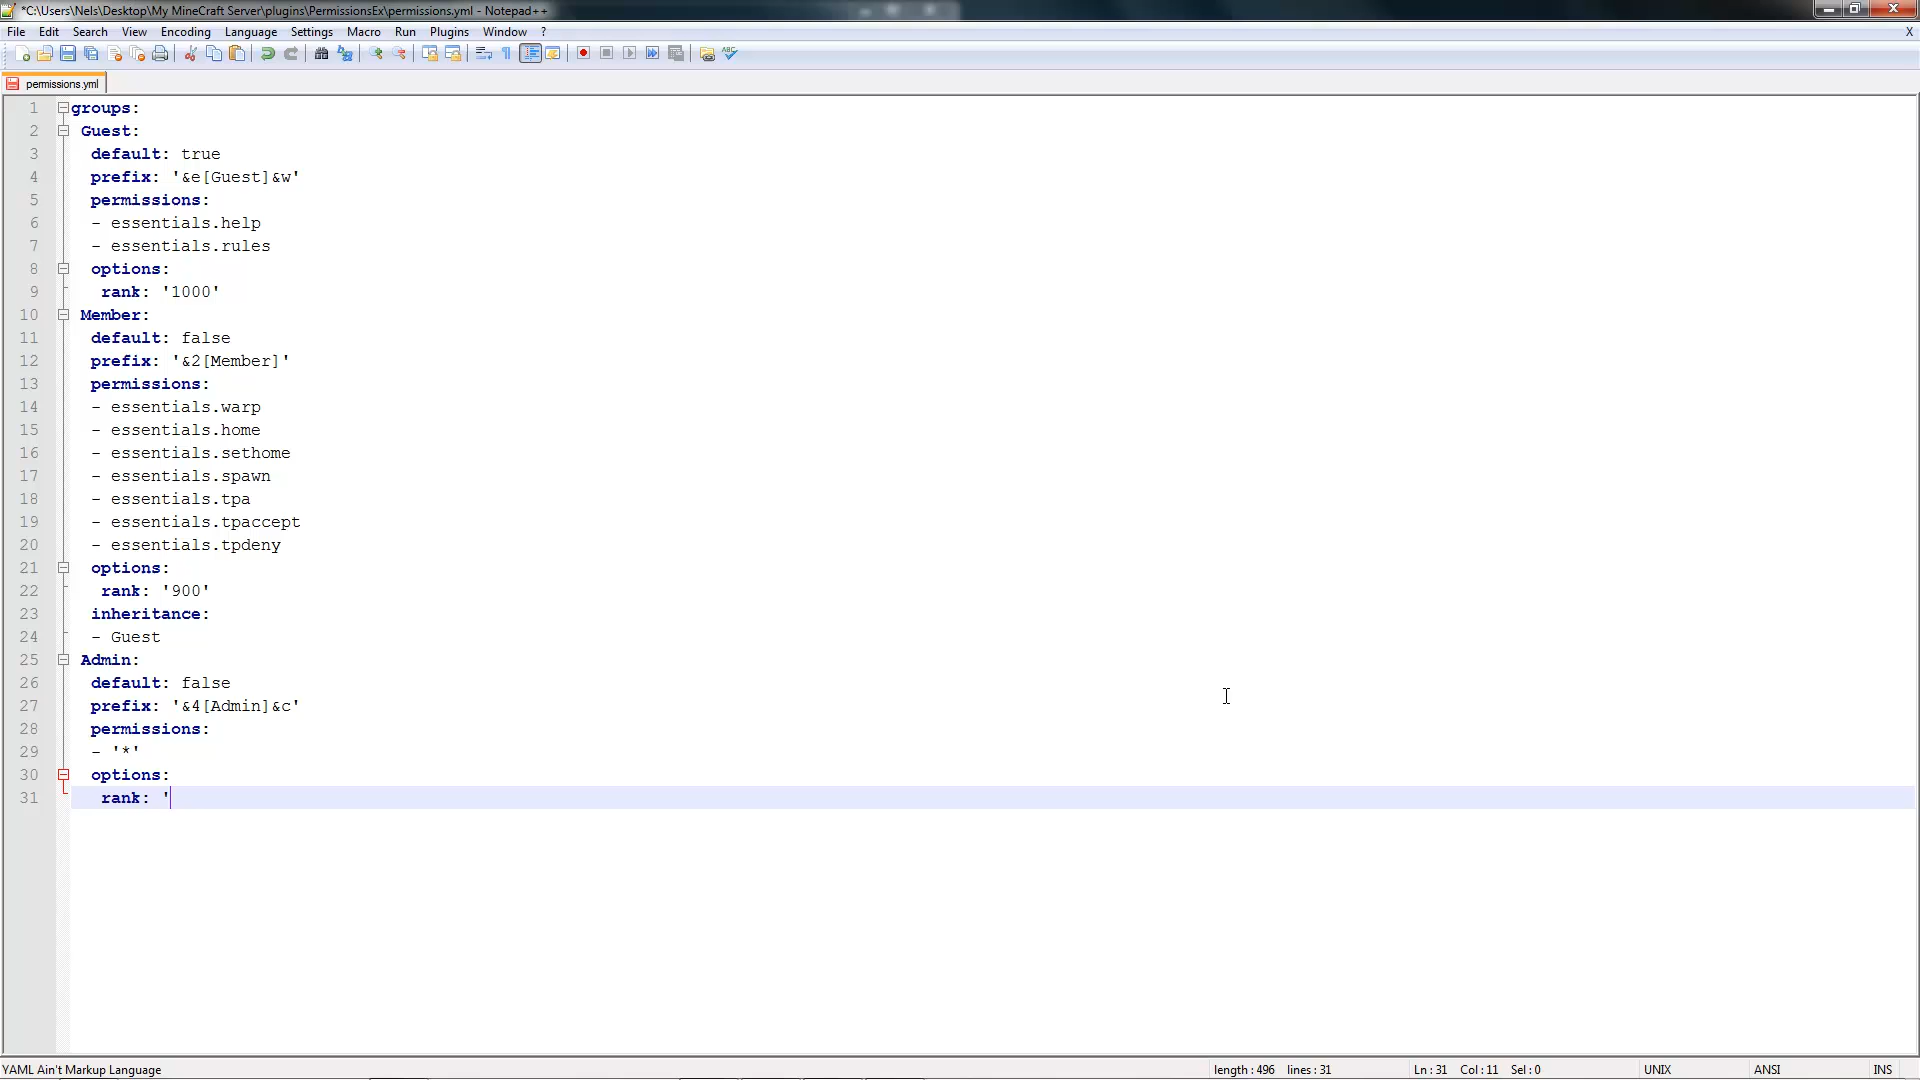 *C:\Users\Nels\Desktop\My MineCraft Server\plugins\PermissionsEx\permissions.yml - Notepad++
File Edit Search View Encoding Language Settings Macro Run Plugins Window ? X
permissions.yml
1 groups:
2 Guest:
3 default: true
4 prefix: '&e[Guest]&w'
5 permissions:
6 - essentials.help
7 - essentials.rules
8 options:
9 rank: '1000'
10 Member:
11 default: false
12 prefix: '&2[Member]'
13 permissions:
14 - essentials.warp
15 - essentials.home
16 - essentials.sethome
17 - essentials.spawn
18 - essentials.tpa
19 - essentials.tpaccept
20 - essentials.tpdeny
21 options:
22 rank: '900'
23 inheritance:
24 - Guest
25 Admin:
26 default: false
27 prefix: '&4[Admin]&c'
28 permissions:
29 - '*'
30 options:
31 rank: '
YAML Ain't Markup Language length : 496 lines : 31 Ln : 31 Col : 11 Sel : 0 UNIX ANSI INS